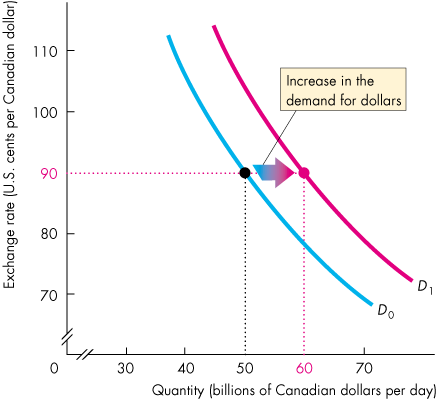 Exchange rate (U.S. cents per Canadian dollar)
110
100
90
80
70
Increase in the
demand for dollars
D1
D0
0
30
40
50
60
70
Quantity (billions of Canadian dollars per day)